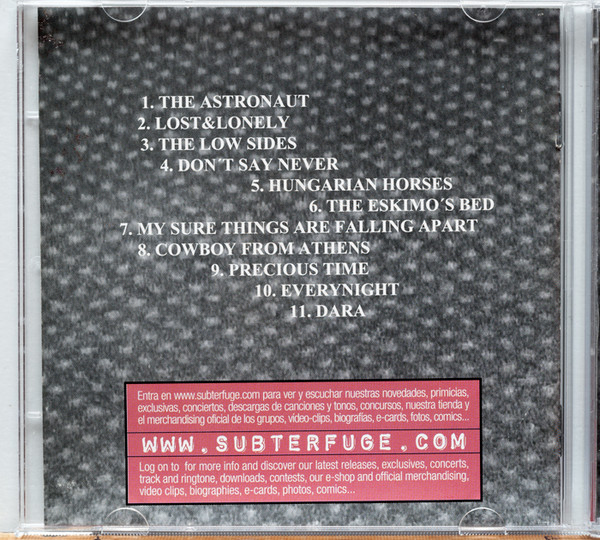 1. THE ASTRONAUT
2. LOST&LONELY
3. THE LOW SIDES
4. DON´T SAY NEVER
5. HUNGARIAN HORSES
6. THE ESKIMO´S BED
7. MY SURE THINGS ARE FALLING APART
8. COWBOY FROM ATHENS
9. PRECIOUS TIME
10. EVERYNIGHT
11. DARA
Entra en www.subterfuge.com para ver y escuchar nuestras novedades, primicias,
exclusivas, conciertos, descargas de canciones y tonos, concursos, nuestra tienda y
el merchandising oficial de los grupos, video-clips, biografías, e-cards, fotos, comics...
WWW.SUBTERFUGE.COM
Log on to for more info and discover our latest releases, exclusives, concerts,
track and ringtone, downloads, contests, our e-shop and official merchandising,
video clips, biographies, e-cards, photos, comics...